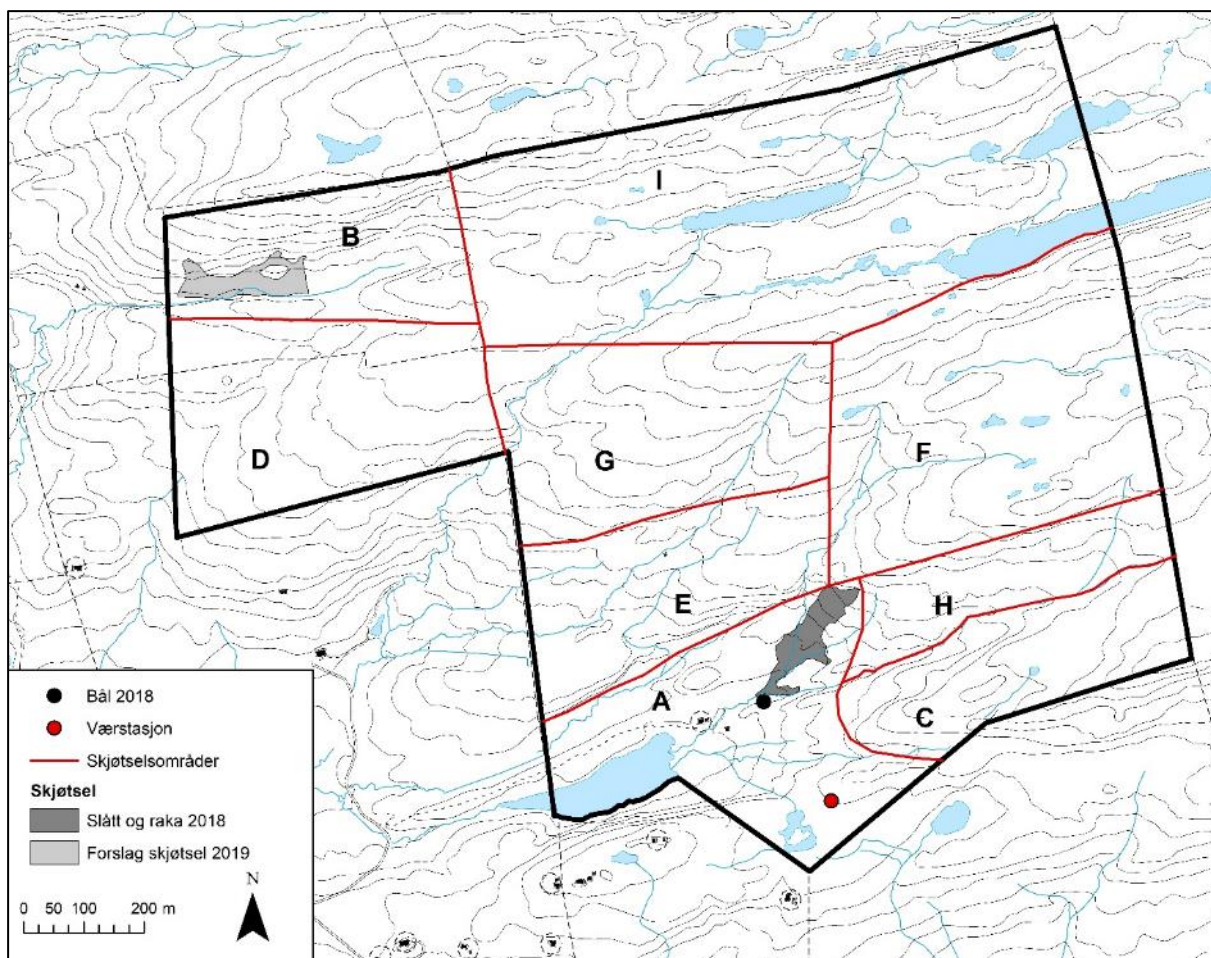 I
B
F
G
D
H
E
A
C
Bål 2018
Værstasjon
Skjøtselsområder
Skjøtsel
Slått og raka 2018
Forslag skjøtsel 2019
N
0 50 100 200 m